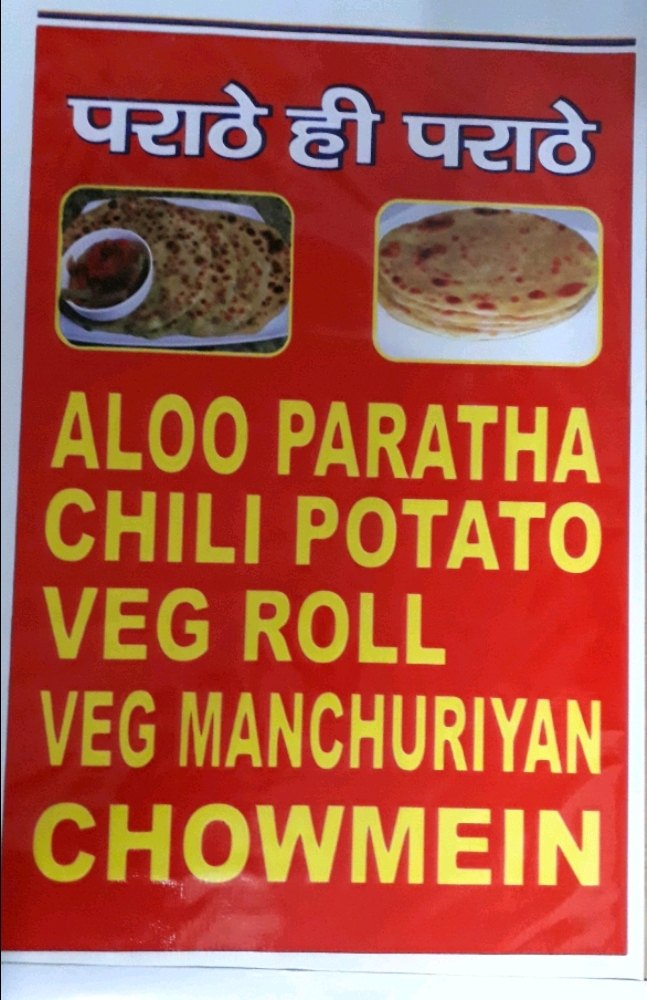 पराठे ही पराठे
ALOO PARATHA
CHILI POTATO
VEG ROLL
VEG MANCHURIYAN
CHOWMEIN